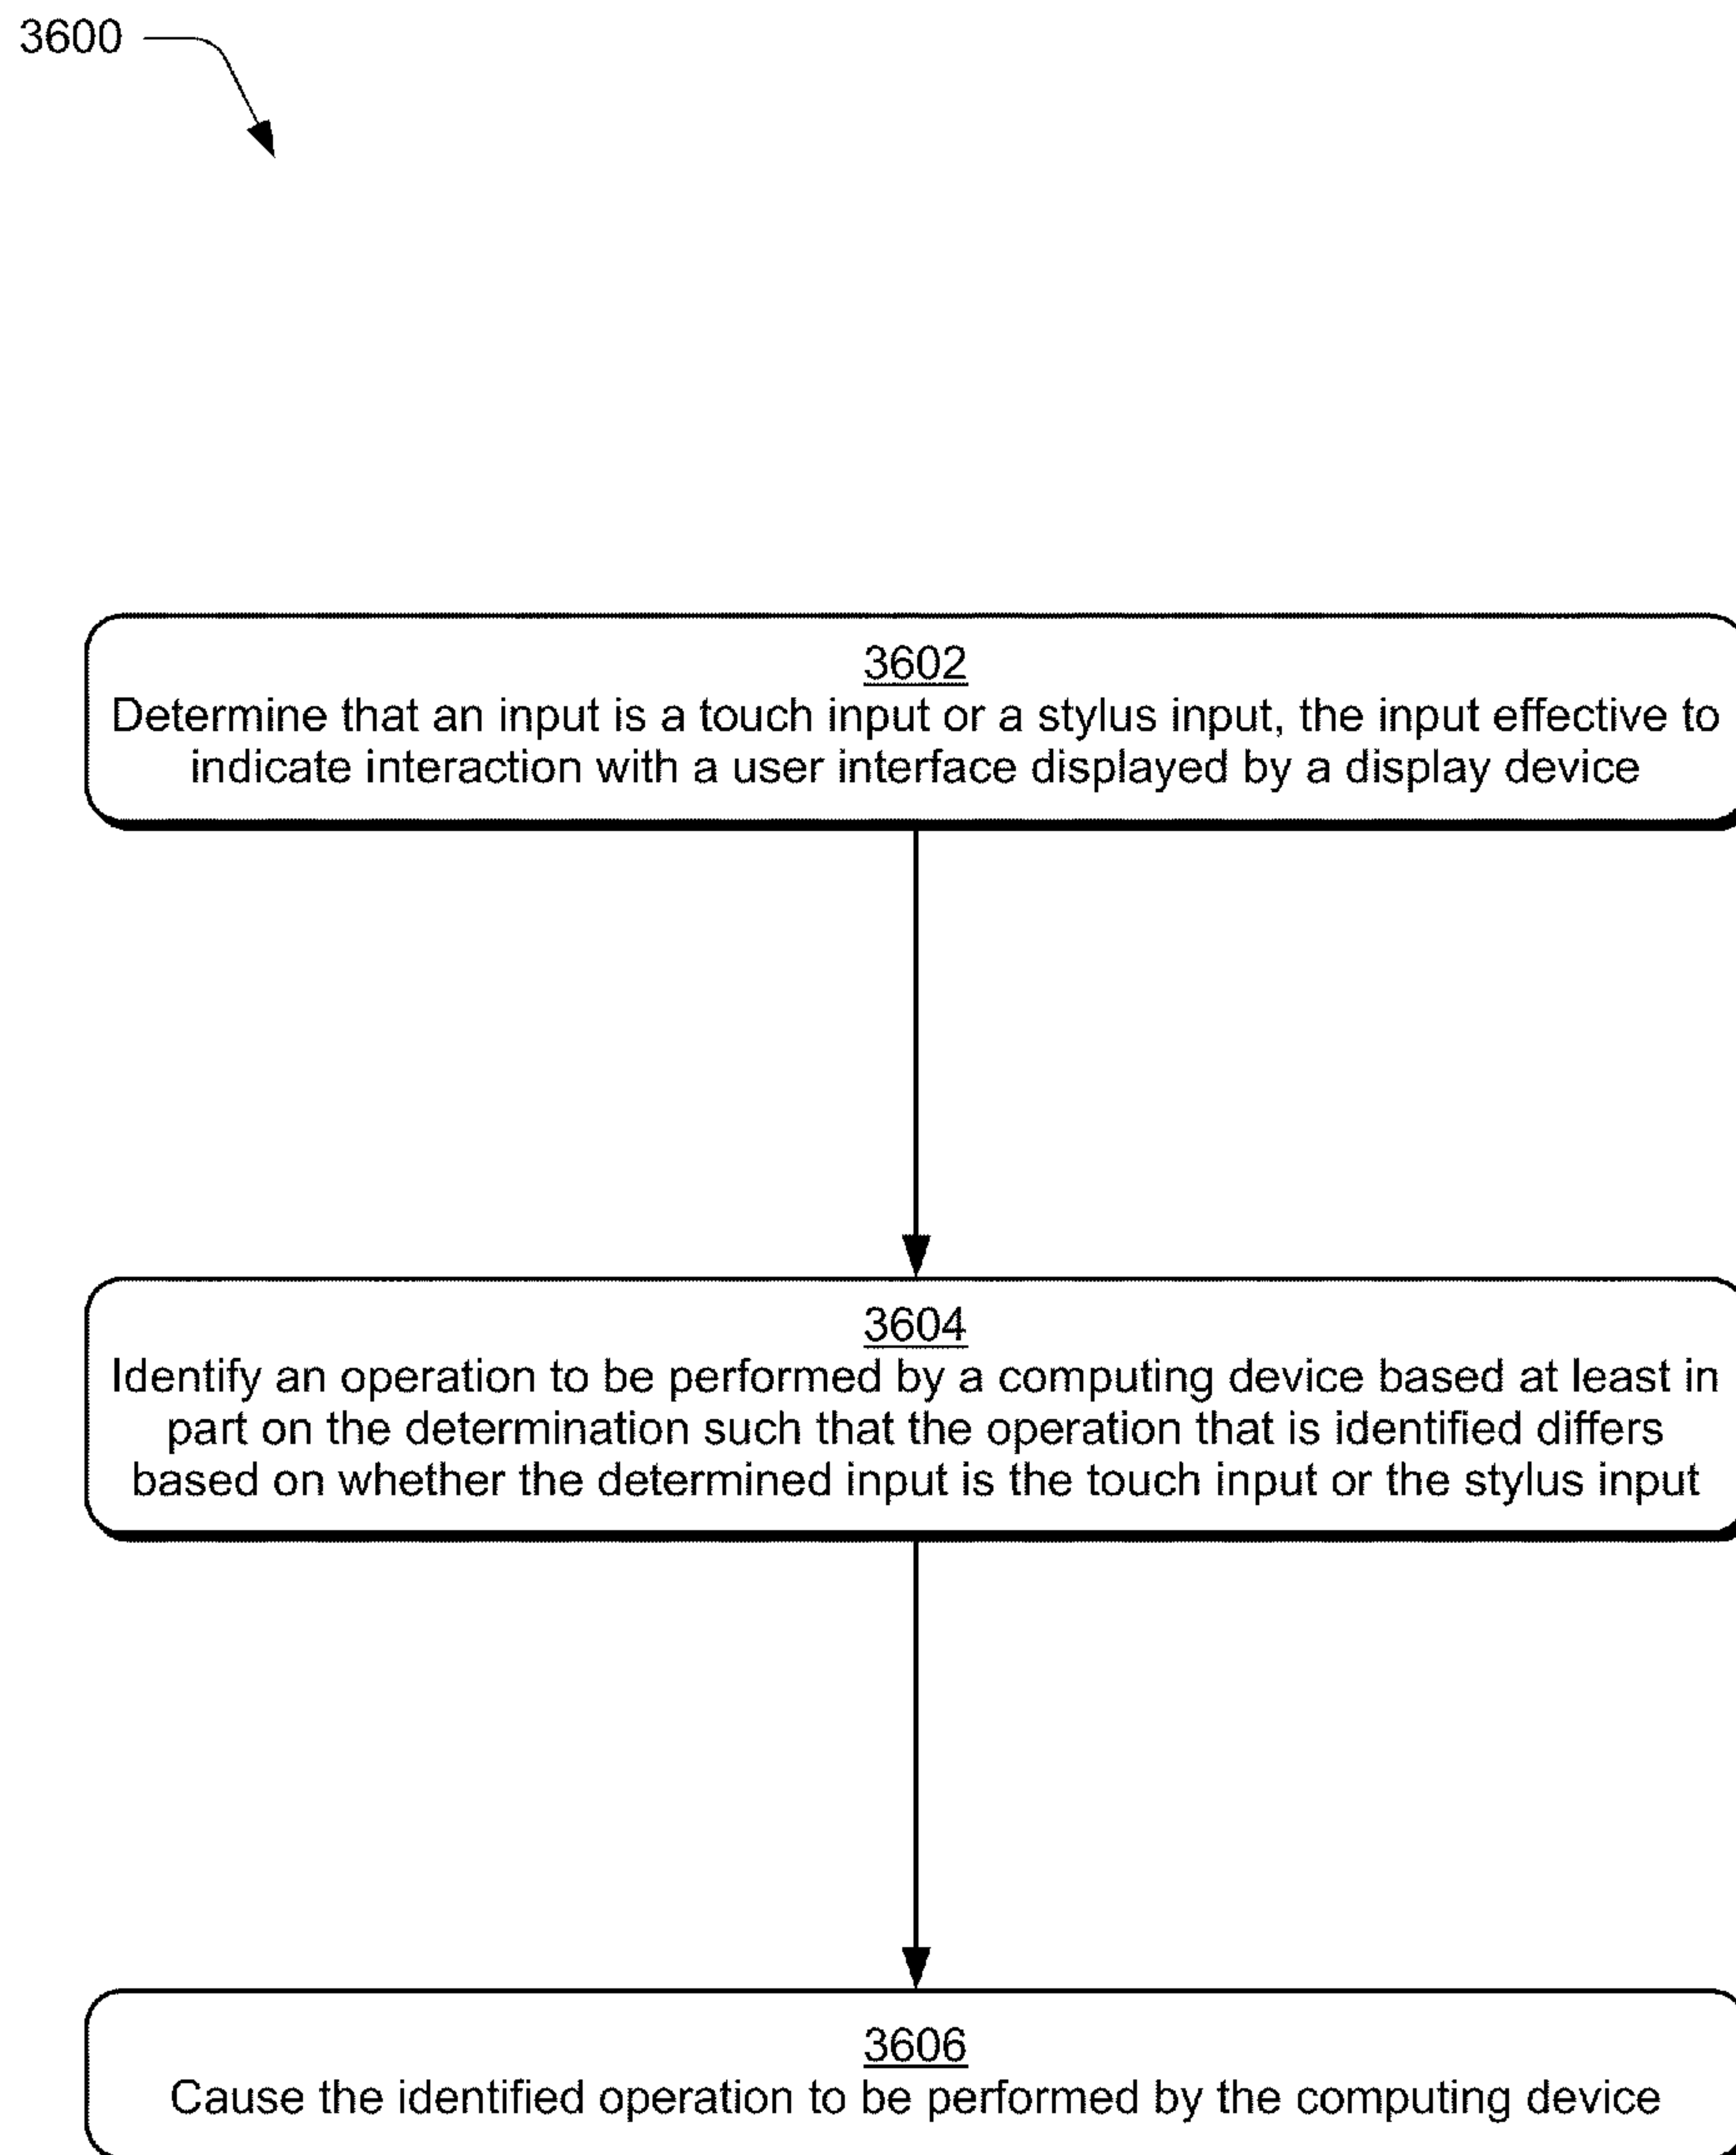 3600
3602
Determine that an input is a touch input or a stylus input, the input effective to
indicate interaction with a user interface displayed by a display device
3604
Identify an operation to be performed by a computing device based at least in
part on the determination such that the operation that is identified differs
based on whether the determined input is the touch input or the stylus input
3606
Cause the identified operation to be performed by the computing device